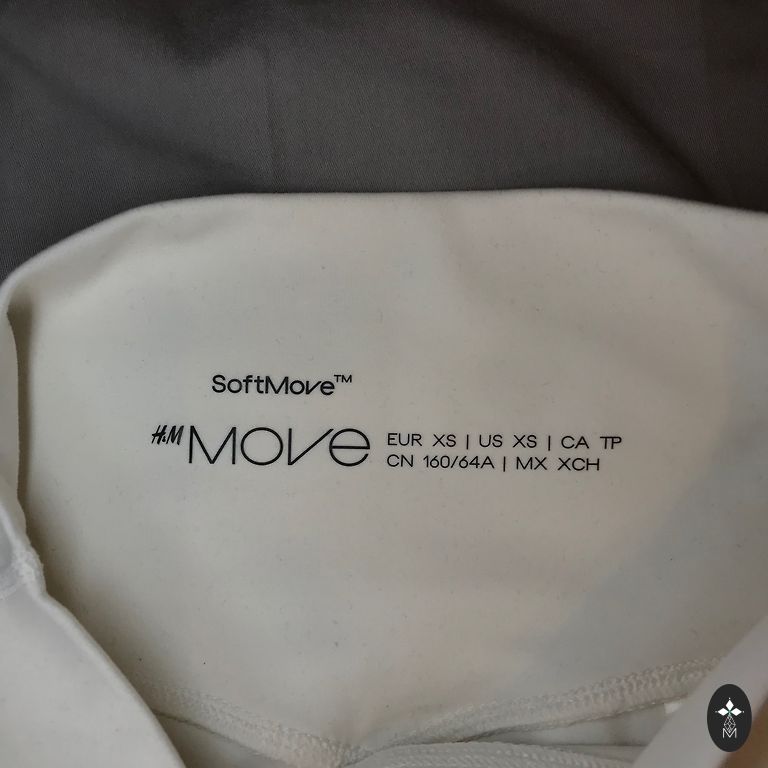 SoftMove™
H&M MOVE EUR XS | US XS | CA TP
CN 160/64A | MX XCH
M